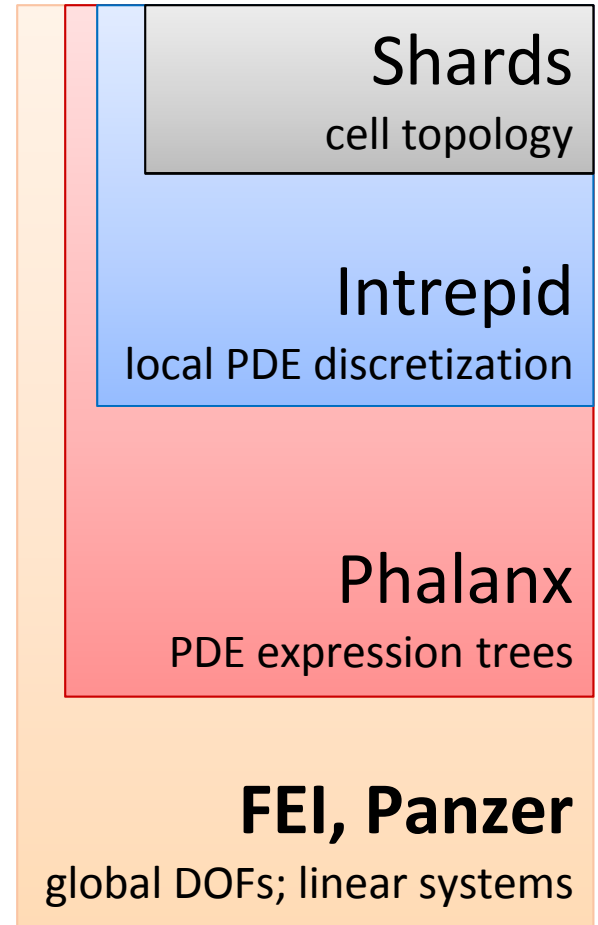 Shards
cell topology
Intrepid
local PDE discretization
Phalanx
PDE expression trees
FEI, Panzer
global DOFs; linear systems